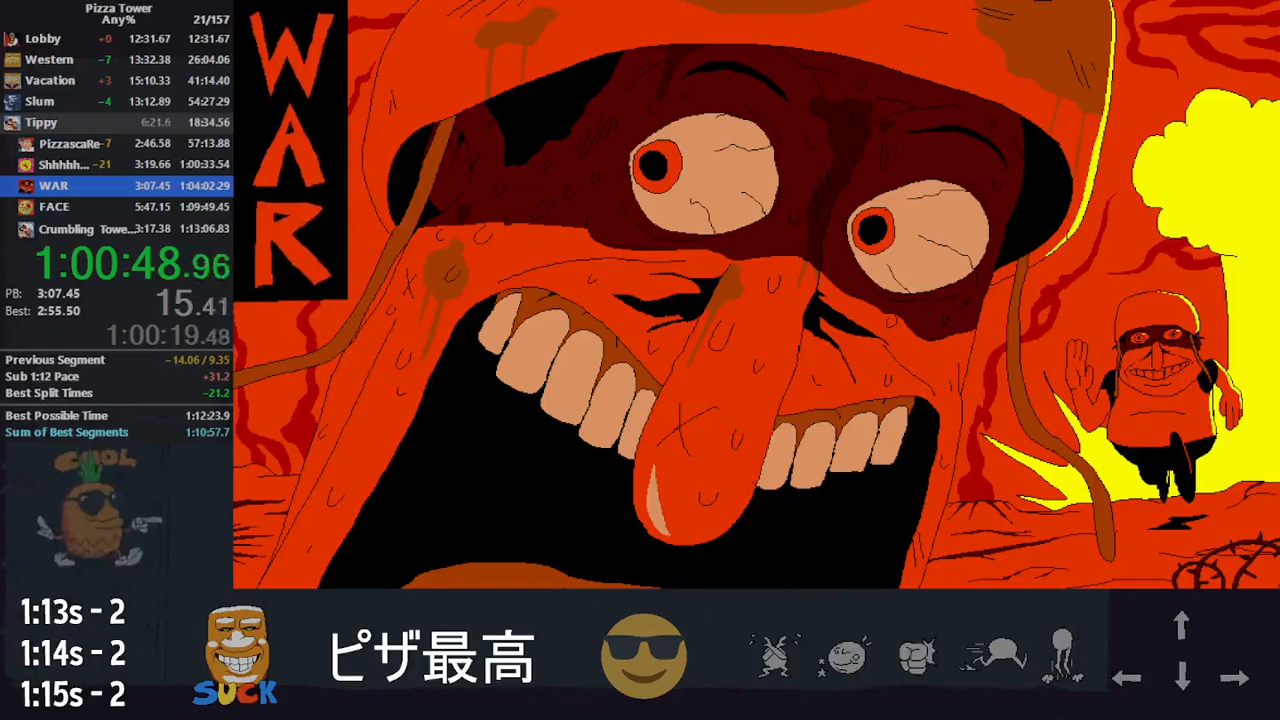 Pizza Tower
Any% 21/157
Lobby +0 12:31.67 12:31.67
Western -7 13:32.38 26:04.06
Vacation +3 15:10.33 41:14.40
Slum -4 13:12.89 54:27.29
Tippy 6:21.6 18:34.56
PizzascaRe -7 2:46.58 57:13.88
Shhhhh... -21 3:19.66 1:00:33.54
WAR 3:07.45 1:04:02.29
FACE 5:47.15 1:09:49.45
Crumbling Towe... 3:17.38 1:13:06.83
1:00:48.96
PB: 3:07.45
Best: 2:55.50
15.41
1:00:19.48
Previous Segment -14.06 / 9.35
Sub 1:12 Pace +31.2
Best Split Times -21.2
Best Possible Time 1:12:23.9
Sum of Best Segments 1:10:57.7
COOL
WAR
1:13s - 2
1:14s - 2
1:15s - 2
SUCK
ピザ最高